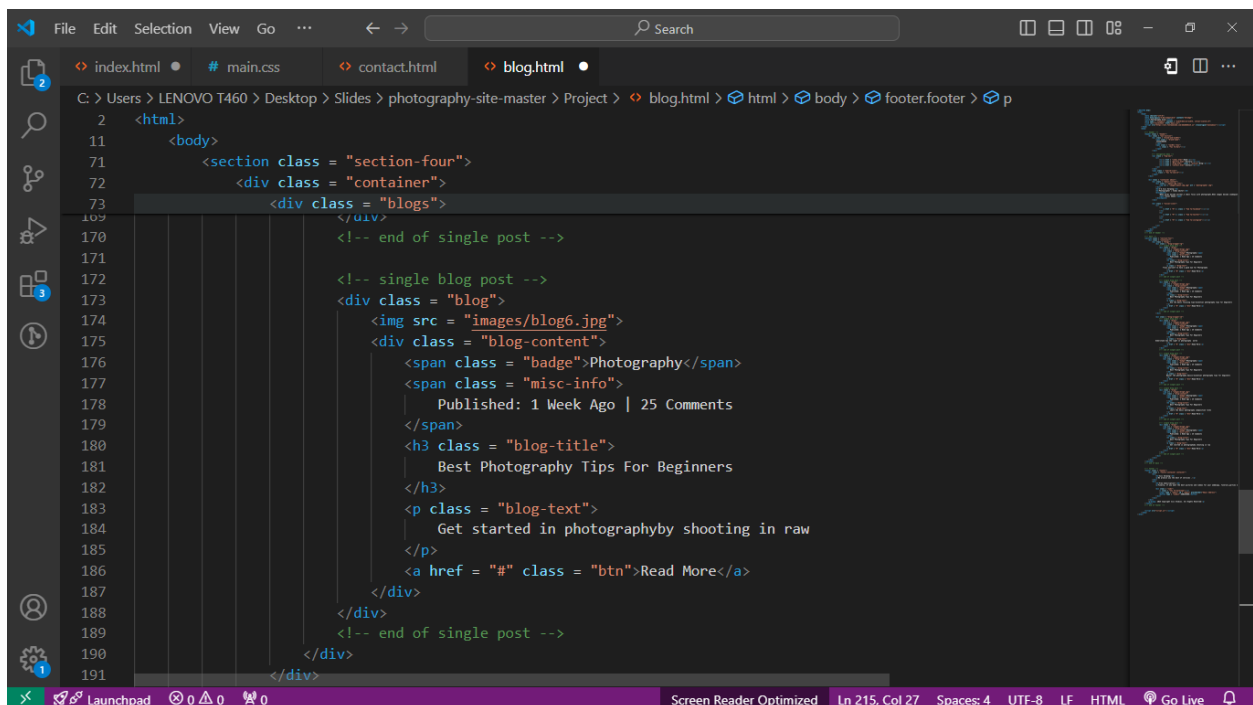 File Edit Selection View Go ··· ← → Search
index.html ● # main.css contact.html blog.html ● ···
C: > Users > LENOVO T460 > Desktop > Slides > photography-site-master > Project > blog.html > html > body > footer.footer > p
2 <html>
11 <body>
71 <section class = "section-four">
72 <div class = "container">
73 <div class = "blogs">
169 </div>
170 <!-- end of single post -->
171
172 <!-- single blog post -->
173 <div class = "blog">
174 <img src = "images/blog6.jpg">
175 <div class = "blog-content">
176 <span class = "badge">Photography</span>
177 <span class = "misc-info">
178 Published: 1 Week Ago | 25 Comments
179 </span>
180 <h3 class = "blog-title">
181 Best Photography Tips For Beginners
182 </h3>
183 <p class = "blog-text">
184 Get started in photographyby shooting in raw
185 </p>
186 <a href = "#" class = "btn">Read More</a>
187 </div>
188 </div>
189 <!-- end of single post -->
190 </div>
191 </div>
2
3
1
Launchpad 0 0 0 Screen Reader Optimized Ln 215, Col 27 Spaces: 4 UTF-8 LF HTML Go Live